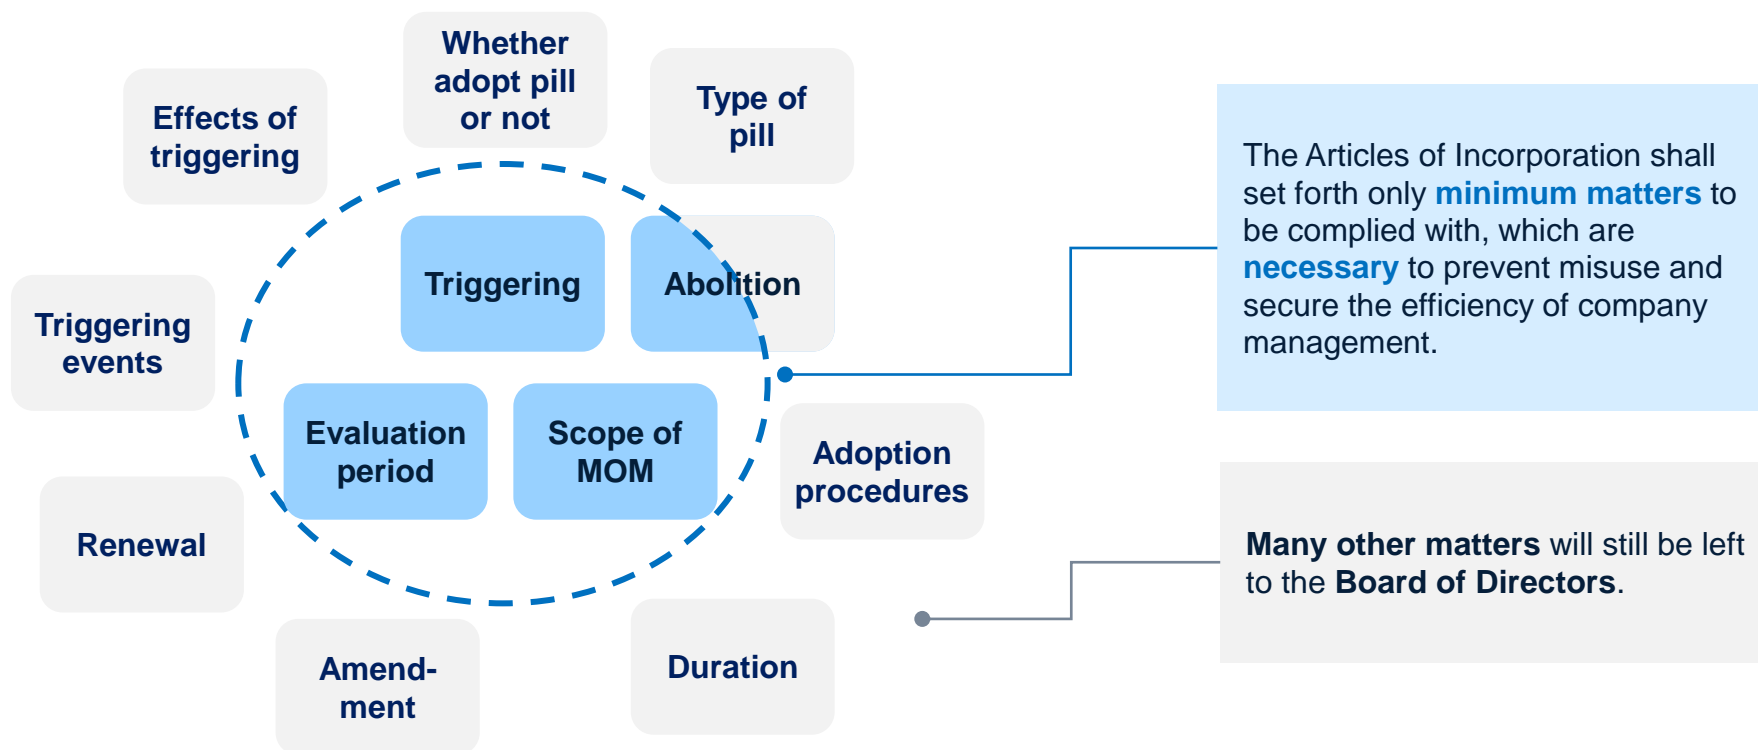 Whether
adopt pill
or not
Type of
pill
Effects of
triggering
Triggering
Abolition
Triggering
events
Evaluation
period
Scope of
MOM
Adoption
procedures
Renewal
Amend-
ment
Duration
The Articles of Incorporation shall
set forth only minimum matters to
be complied with, which are
necessary to prevent misuse and
secure the efficiency of company
management.
Many other matters will still be left
to the Board of Directors.